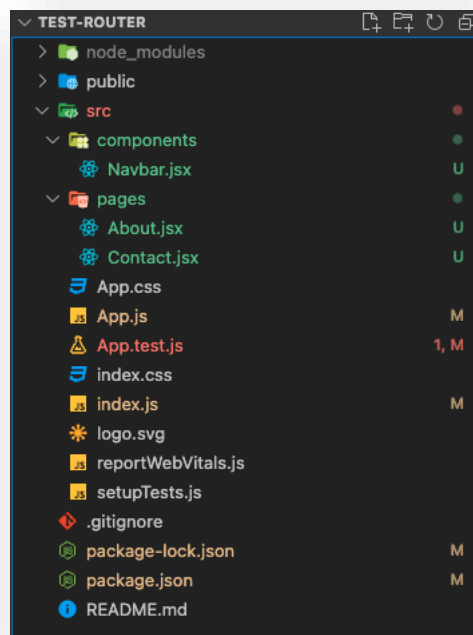 TEST-ROUTER
node_modules
public
src
components
Navbar.jsx U
pages
About.jsx U
Contact.jsx U
App.css
App.js M
App.test.js 1, M
index.css
index.js M
logo.svg
reportWebVitals.js
setupTests.js
.gitignore
package-lock.json M
package.json M
README.md